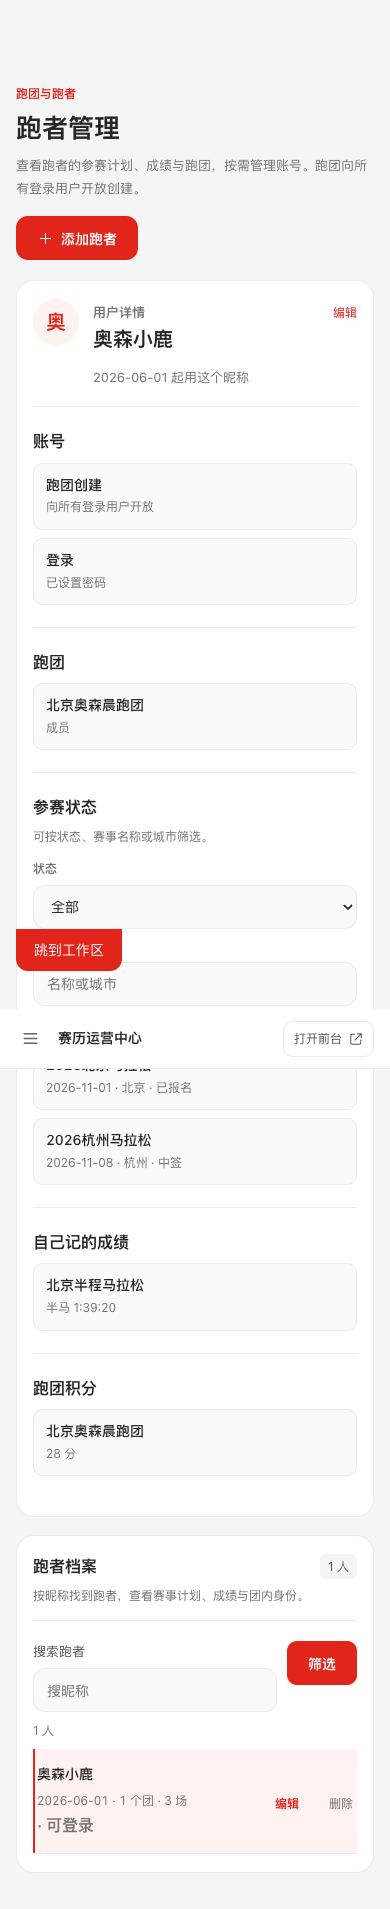 跑团与跑者
跑者管理
查看跑者的参赛计划、成绩与跑团，按需管理账号。跑团向所
有登录用户开放创建。
添加跑者
奥
用户详情
编辑
奥森小鹿
2026-06-01 起用这个昵称
账号
跑团创建
向所有登录用户开放
登录
已设置密码
跑团
北京奥森晨跑团
成员
参赛状态
可按状态、赛事名称或城市筛选。
状态
全部
跳到工作区
名称或城市
赛历运营中心
打开前台
2026-11-01 · 北京 · 已报名
2026杭州马拉松
2026-11-08 · 杭州 · 中签
自己记的成绩
北京半程马拉松
半马 1:39:20
跑团积分
北京奥森晨跑团
28 分
跑者档案
1 人
按昵称找到跑者，查看赛事计划、成绩与团内身份。
搜索跑者
搜昵称
筛选
1 人
奥森小鹿
2026-06-01 · 1 个团 · 3 场
· 可登录
编辑
删除